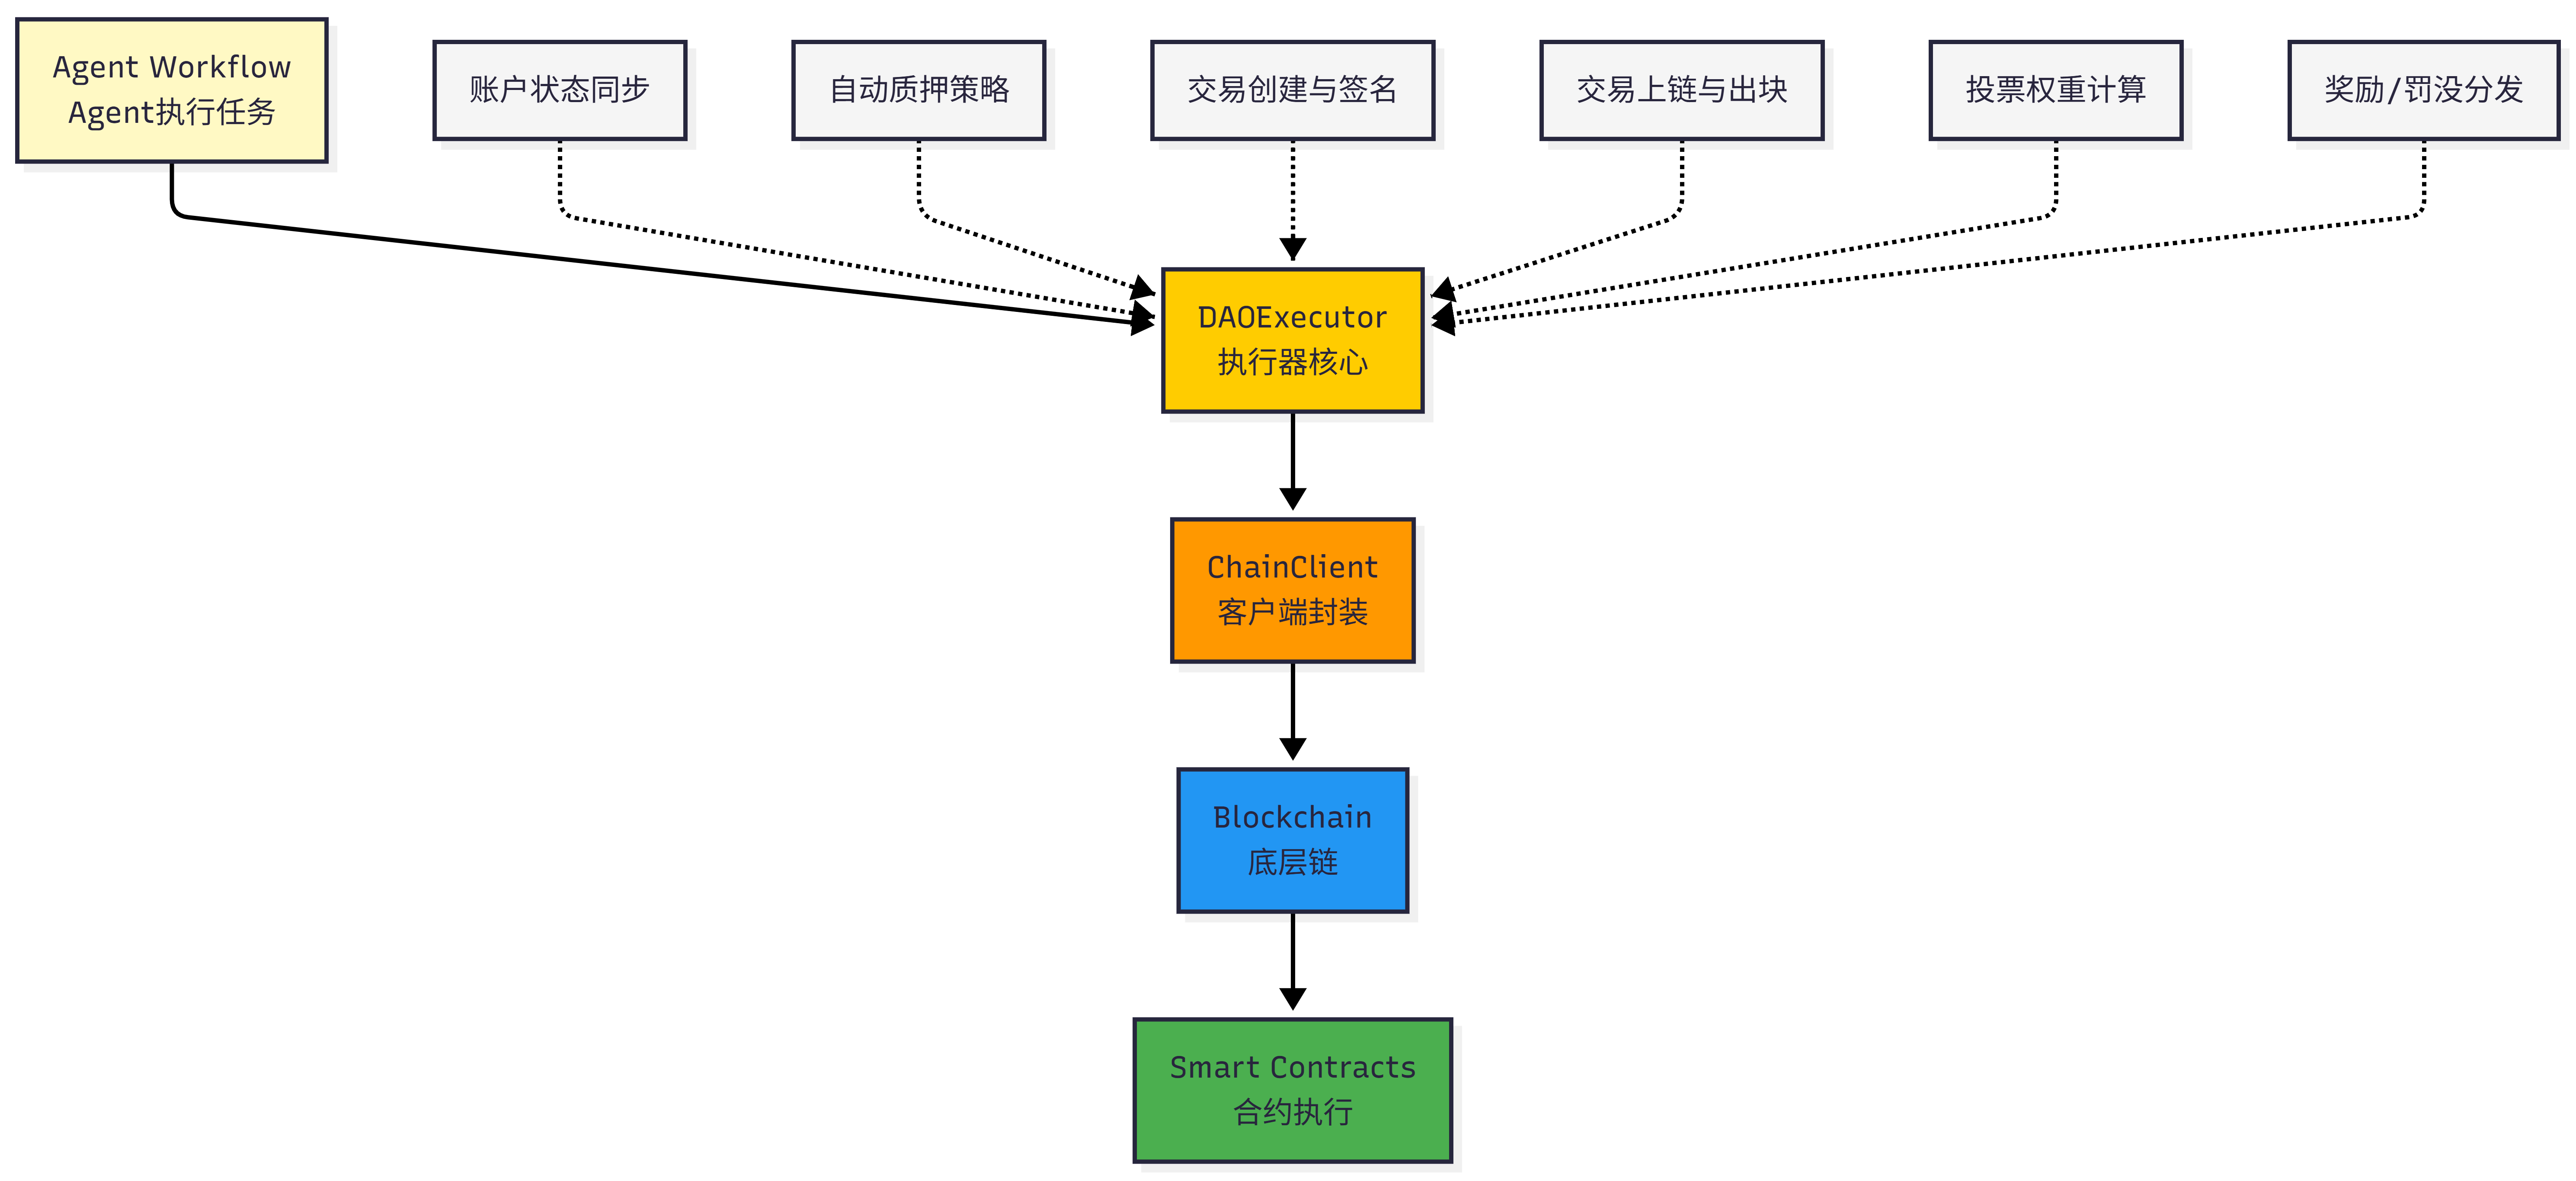 Agent Workflow
Agent执行任务
账户状态同步
自动质押策略
交易创建与签名
交易上链与出块
投票权重计算
奖励/罚没分发
DAOExecutor
执行器核心
ChainClient
客户端封装
Blockchain
底层链
Smart Contracts
合约执行